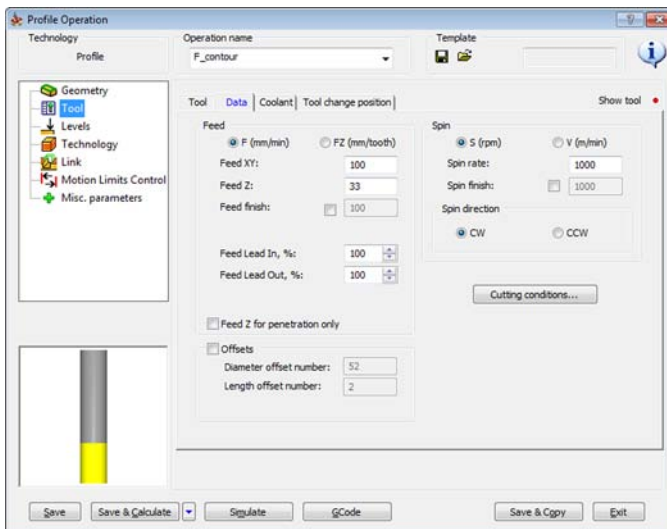 Profile Operation
Technology
Profile
Operation name
F_contour
Template
Geometry
Tool
Levels
Technology
Link
Motion Limits Control
Misc. parameters
Tool Data Coolant Tool change position
Show tool
Feed
F (mm/min) FZ (mm/tooth)
Feed XY: 100
Feed Z: 33
Feed finish: 100
Feed Lead In, %: 100
Feed Lead Out, %: 100
Feed Z for penetration only
Offsets
Diameter offset number: 52
Length offset number: 2
Spin
S (rpm) V (m/min)
Spin rate: 1000
Spin finish: 1000
Spin direction
CW CCW
Cutting conditions...
Save Save & Calculate Simulate GCode Save & Copy Exit